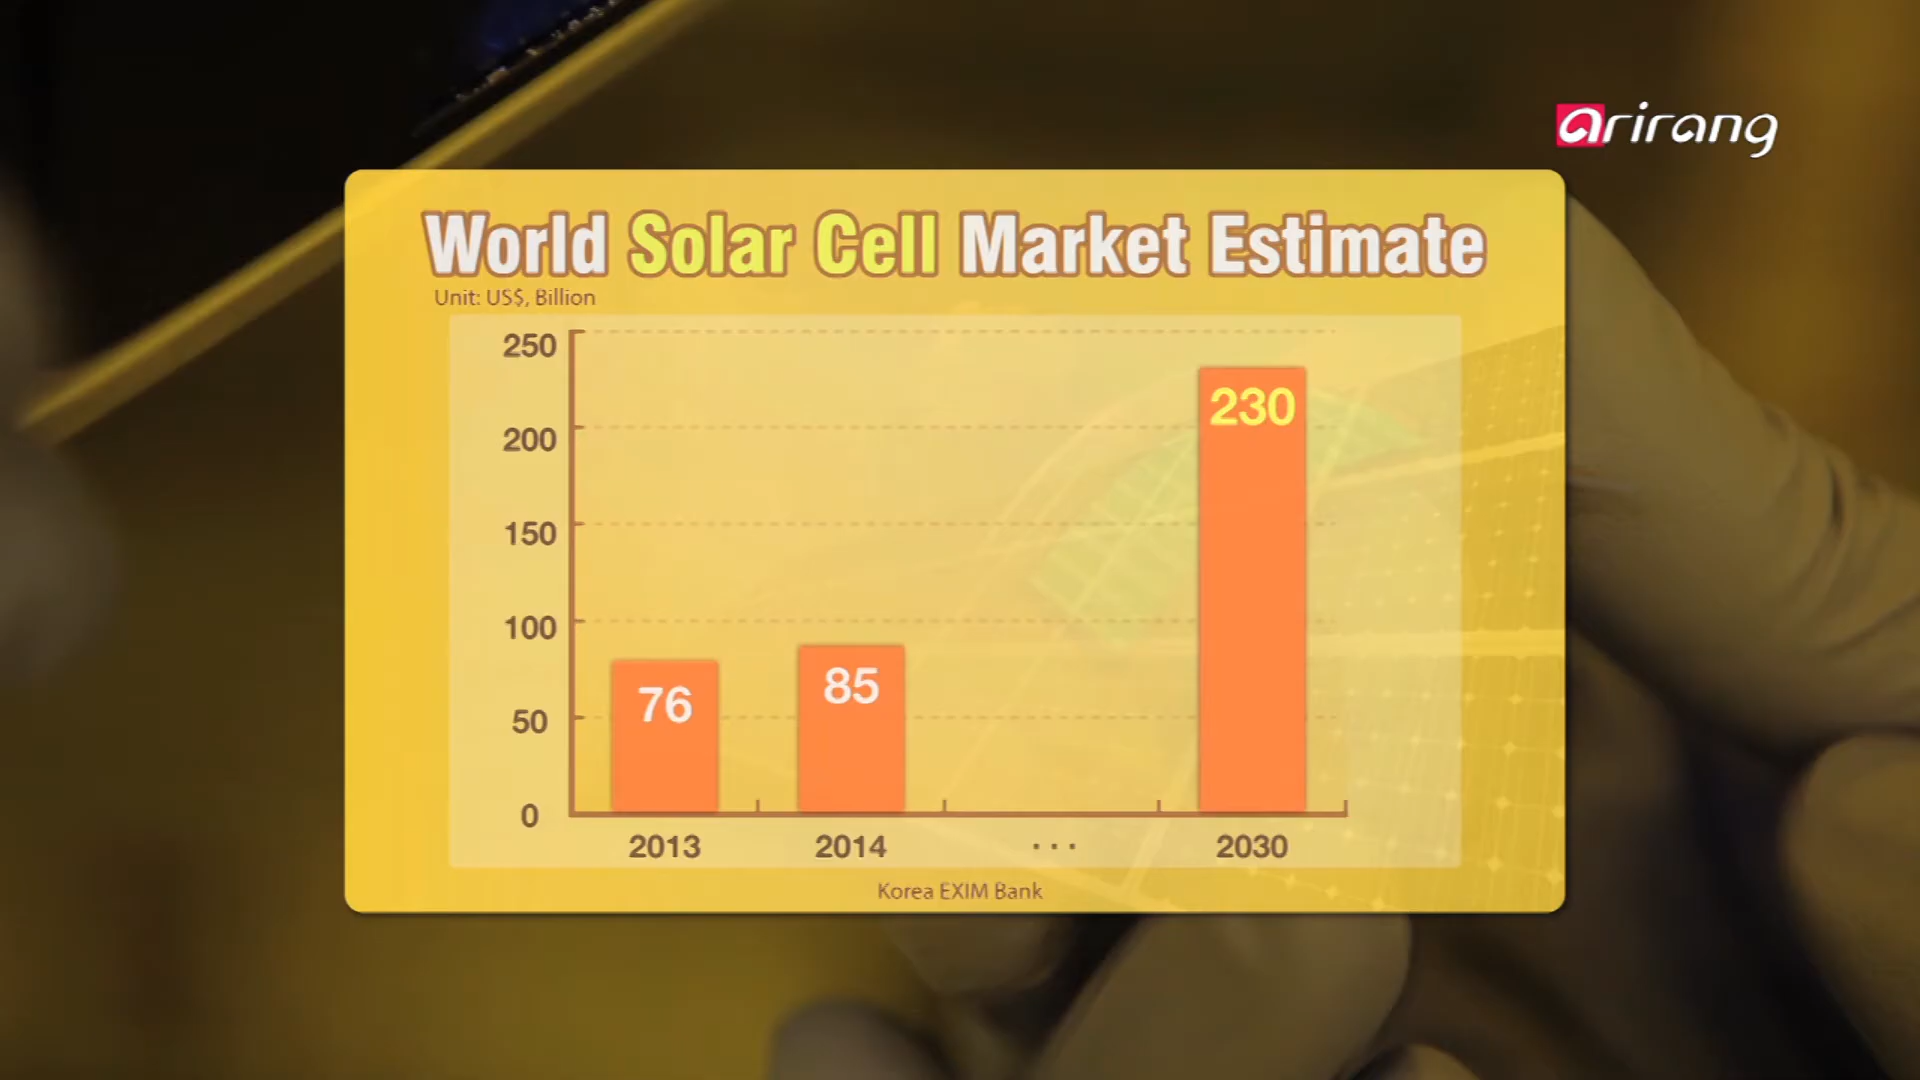 arirang
World Solar Cell Market Estimate
Unit: US$, Billion
250
200
150
100
50
0
76
85
230
2013 2014 ... 2030
Korea EXIM Bank